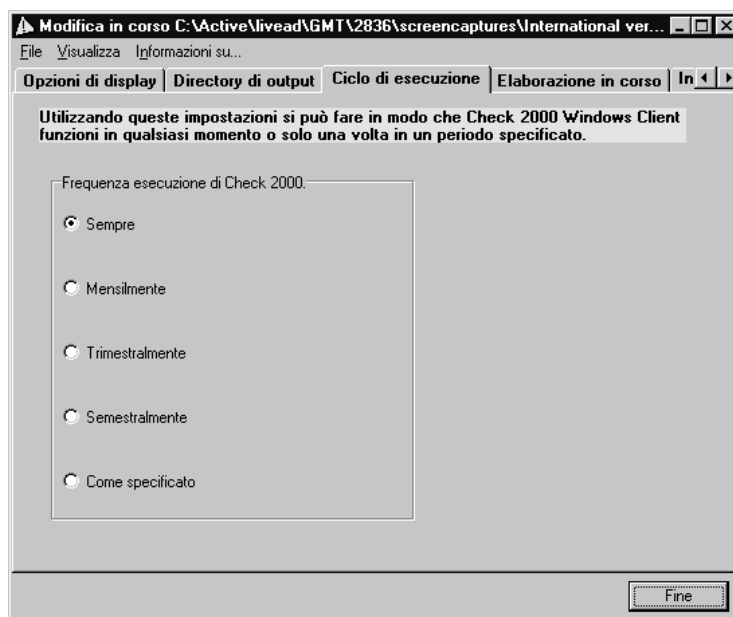 Modifica in corso C:\Active\livead\GMT\2836\screencaptures\International ver...
File Visualizza Informazioni su...
Opzioni di display Directory di output Ciclo di esecuzione Elaborazione in corso In
Utilizzando queste impostazioni si può fare in modo che Check 2000 Windows Client
funzioni in qualsiasi momento o solo una volta in un periodo specificato.
Frequenza esecuzione di Check 2000.
Sempre
Mensilmente
Trimestralmente
Semestralmente
Come specificato
Fine